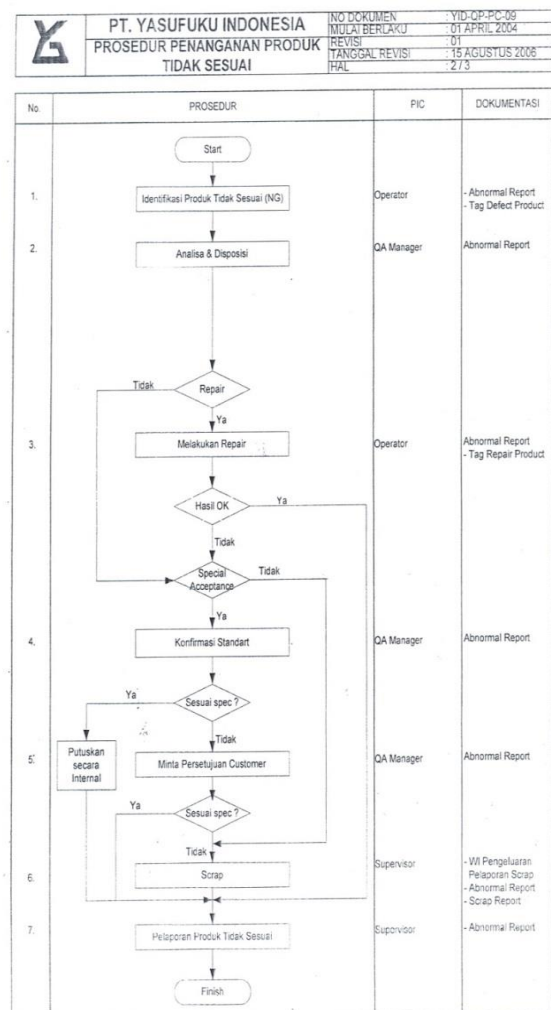 PT. YASUFUKU INDONESIA
PROSEDUR PENANGANAN PRODUK
TIDAK SESUAI
NO DOKUMEN : YID-QP-PC-09
MULAI BERLAKU : 01 APRIL 2004
REVISI : 01
TANGGAL REVISI : 15 AGUSTUS 2006
HAL : 2 / 3
No. PROSEDUR PIC DOKUMENTASI
Start
1. Identifikasi Produk Tidak Sesuai (NG) Operator - Abnormal Report
- Tag Defect Product
2. Analisa & Disposisi QA Manager Abnormal Report
Tidak Repair
Ya
3. Melakukan Repair Operator Abnormal Report
- Tag Repair Product
Hasil OK Ya
Tidak
Special Tidak
Acceptance
Ya
4. Konfirmasi Standart QA Manager Abnormal Report
Ya Sesuai spec ?
Tidak
Putuskan
5. secara Minta Persetujuan Customer QA Manager Abnormal Report
Internal
Ya Sesuai spec ?
Tidak
6. Scrap Supervisor - WI Pengeluaran
Pelaporan Scrap
- Abnormal Report
- Scrap Report
7. Pelaporan Produk Tidak Sesuai Supervisor - Abnormal Report
Finish